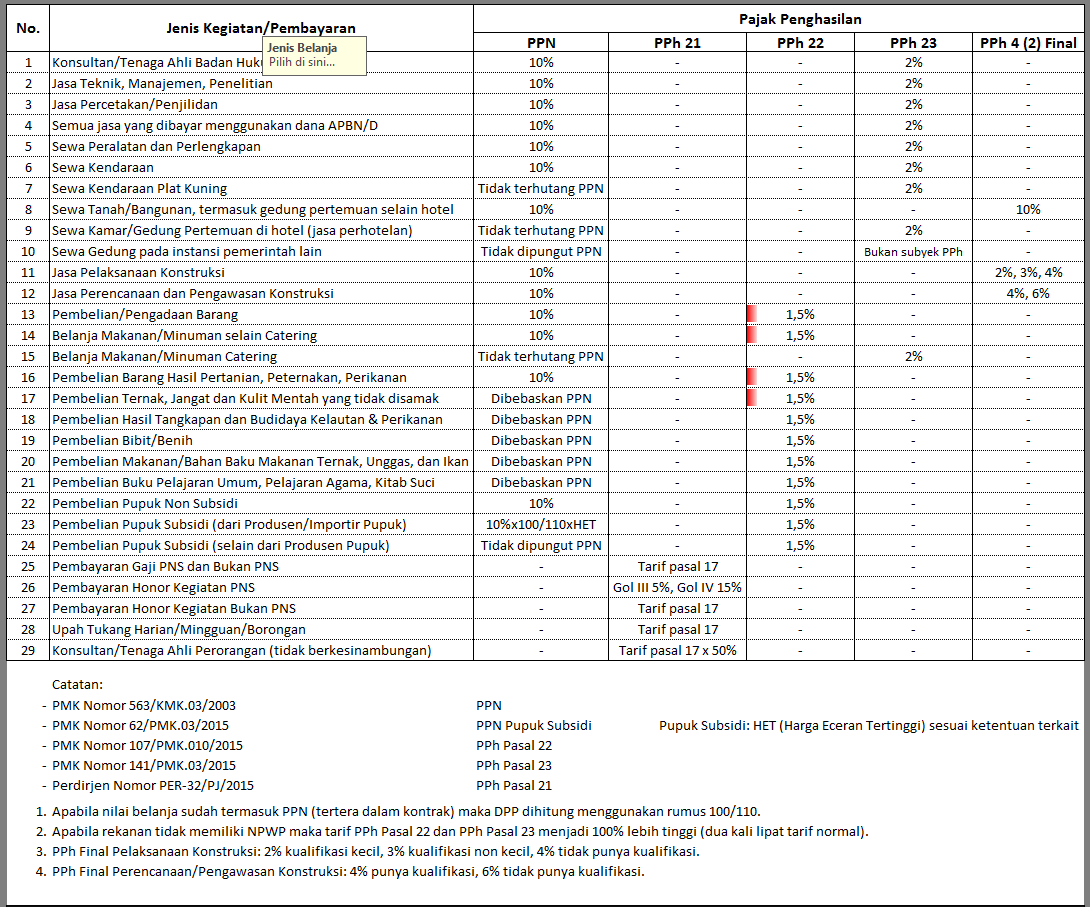 No. Jenis Kegiatan/Pembayaran Pajak Penghasilan
PPN PPh 21 PPh 22 PPh 23 PPh 4 (2) Final
Jenis Belanja
Pilih di sini...
1 Konsultan/Tenaga Ahli Badan 10% - - 2% -
2 Jasa Teknik, Manajemen, Penelitian 10% - - 2% -
3 Jasa Percetakan/Penjilidan 10% - - 2% -
4 Semua jasa yang dibayar menggunakan dana APBN/D 10% - - 2% -
5 Sewa Peralatan dan Perlengkapan 10% - - 2% -
6 Sewa Kendaraan 10% - - 2% -
7 Sewa Kendaraan Plat Kuning Tidak terhutang PPN - - 2% -
8 Sewa Tanah/Bangunan, termasuk gedung pertemuan selain hotel 10% - - - 10%
9 Sewa Kamar/Gedung Pertemuan di hotel (jasa perhotelan) Tidak terhutang PPN - - 2% -
10 Sewa Gedung pada instansi pemerintah lain Tidak dipungut PPN - - Bukan subyek PPh -
11 Jasa Pelaksanaan Konstruksi 10% - - - 2%, 3%, 4%
12 Jasa Perencanaan dan Pengawasan Konstruksi 10% - - - 4%, 6%
13 Pembelian/Pengadaan Barang 10% - 1,5% - -
14 Belanja Makanan/Minuman selain Catering 10% - 1,5% - -
15 Belanja Makanan/Minuman Catering Tidak terhutang PPN - - 2% -
16 Pembelian Barang Hasil Pertanian, Peternakan, Perikanan 10% - 1,5% - -
17 Pembelian Ternak, Jangat dan Kulit Mentah yang tidak disamak Dibebaskan PPN - 1,5% - -
18 Pembelian Hasil Tangkapan dan Budidaya Kelautan & Perikanan Dibebaskan PPN - 1,5% - -
19 Pembelian Bibit/Benih Dibebaskan PPN - 1,5% - -
20 Pembelian Makanan/Bahan Baku Makanan Ternak, Unggas, dan Ikan Dibebaskan PPN - 1,5% - -
21 Pembelian Buku Pelajaran Umum, Pelajaran Agama, Kitab Suci Dibebaskan PPN - 1,5% - -
22 Pembelian Pupuk Non Subsidi 10% - 1,5% - -
23 Pembelian Pupuk Subsidi (dari Produsen/Importir Pupuk) 10%x100/110xHET - 1,5% - -
24 Pembelian Pupuk Subsidi (selain dari Produsen Pupuk) Tidak dipungut PPN - 1,5% - -
25 Pembayaran Gaji PNS dan Bukan PNS - Tarif pasal 17 - - -
26 Pembayaran Honor Kegiatan PNS - Gol III 5%, Gol IV 15% - - -
27 Pembayaran Honor Kegiatan Bukan PNS - Tarif pasal 17 - - -
28 Upah Tukang Harian/Mingguan/Borongan - Tarif pasal 17 - - -
29 Konsultan/Tenaga Ahli Perorangan (tidak berkesinambungan) - Tarif pasal 17 x 50% - - -
Catatan:
- PMK Nomor 563/KMK.03/2003 PPN
- PMK Nomor 62/PMK.03/2015 PPN Pupuk Subsidi Pupuk Subsidi: HET (Harga Eceran Tertinggi) sesuai ketentuan terkait
- PMK Nomor 107/PMK.010/2015 PPh Pasal 22
- PMK Nomor 141/PMK.03/2015 PPh Pasal 23
- Perdirjen Nomor PER-32/PJ/2015 PPh Pasal 21
1. Apabila nilai belanja sudah termasuk PPN (tertera dalam kontrak) maka DPP dihitung menggunakan rumus 100/110.
2. Apabila rekanan tidak memiliki NPWP maka tarif PPh Pasal 22 dan PPh Pasal 23 menjadi 100% lebih tinggi (dua kali lipat tarif normal).
3. PPh Final Pelaksanaan Konstruksi: 2% kualifikasi kecil, 3% kualifikasi non kecil, 4% tidak punya kualifikasi.
4. PPh Final Perencanaan/Pengawasan Konstruksi: 4% punya kualifikasi, 6% tidak punya kualifikasi.